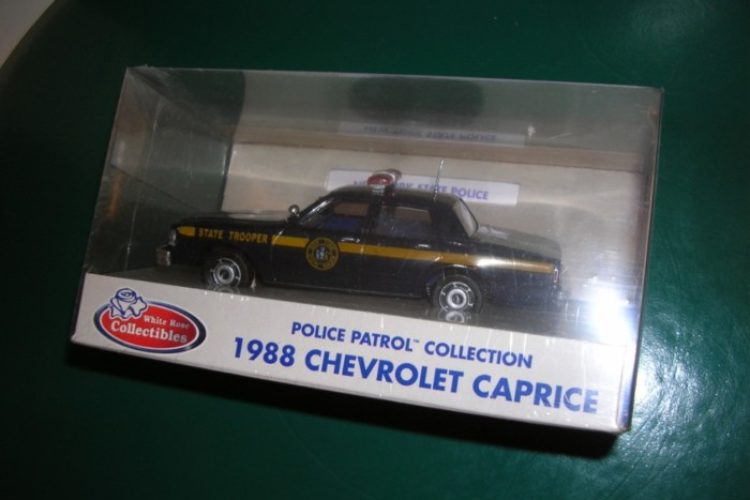 STATE POLICE
STATE TROOPER
White Rose
Collectibles
POLICE PATROL™ COLLECTION
1988 CHEVROLET CAPRICE